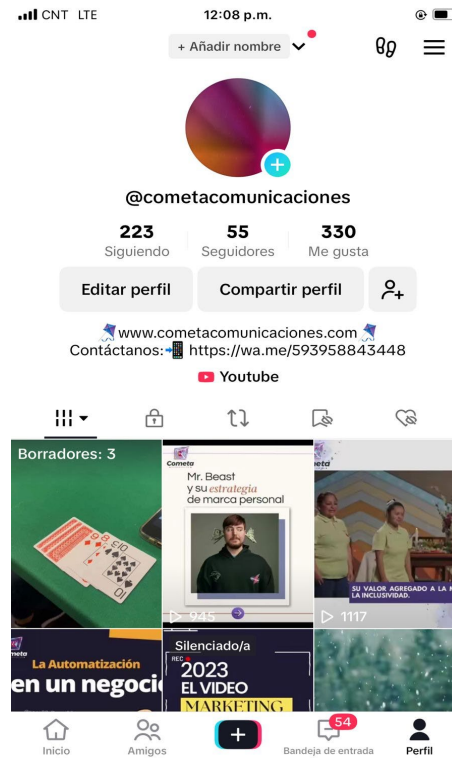 CNT LTE 12:08 p.m.
+ Añadir nombre
@cometacomunicaciones
223 55 330
Siguiendo Seguidores Me gusta
Editar perfil Compartir perfil
www.cometacomunicaciones.com
Contáctanos: https://wa.me/593958843448
Youtube
Borradores: 3
Cometa
Mr. Beast
y su estrategia
de marca personal
945
SU VALOR AGREGADO A LA
LA INCLUSIVIDAD.
1117
La Automatización
en un negoci
Silenciado/a
REC
2023
EL VIDEO
MARKETING
54
Inicio Amigos Bandeja de entrada Perfil